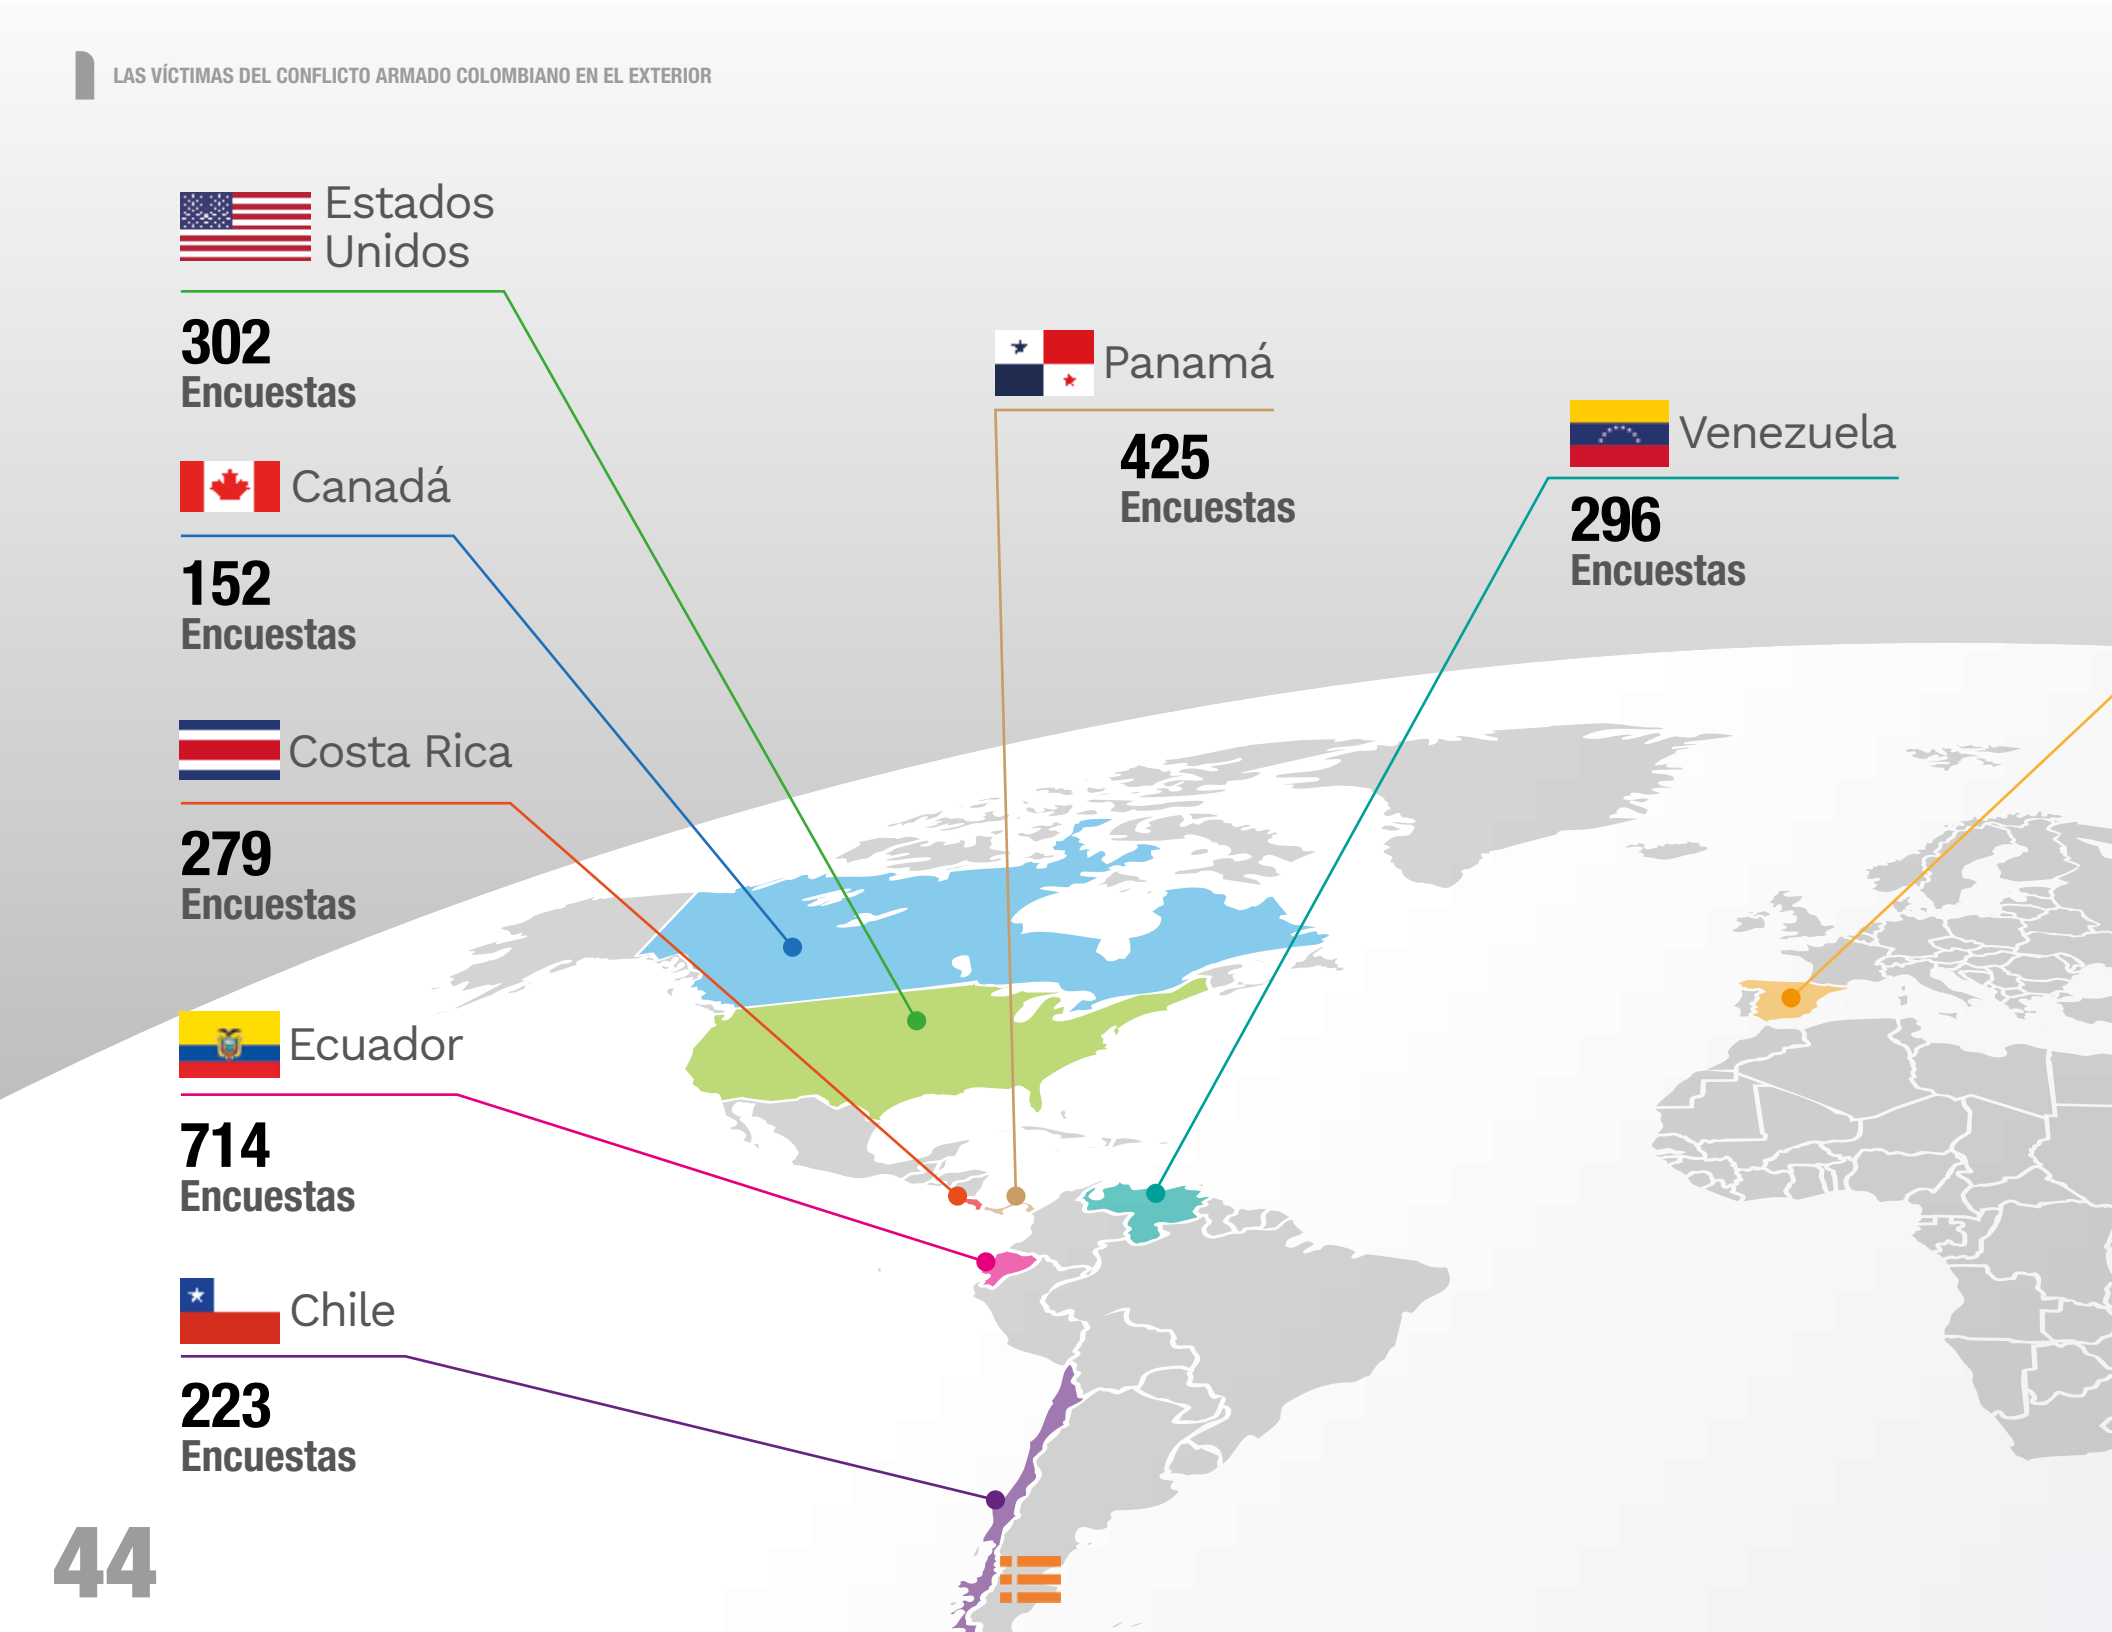 LAS VÍCTIMAS DEL CONFLICTO ARMADO COLOMBIANO EN EL EXTERIOR
Estados
Unidos
302
Encuestas
Canadá
152
Encuestas
Costa Rica
279
Encuestas
Ecuador
714
Encuestas
Chile
223
Encuestas
Panamá
425
Encuestas
Venezuela
296
Encuestas
44